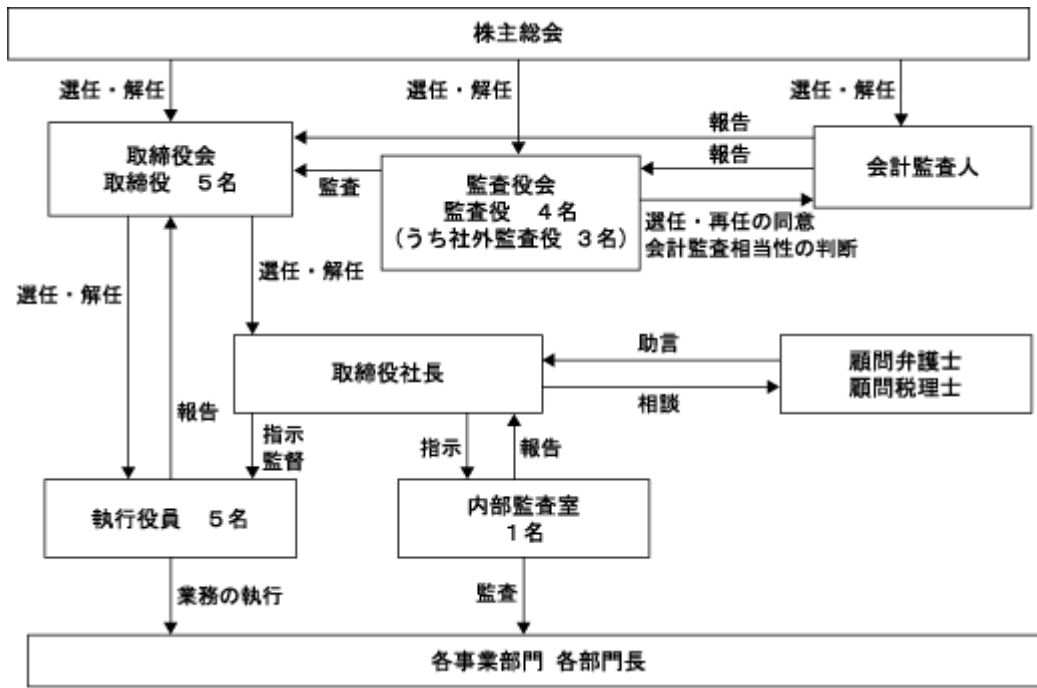 株主総会
選任・解任
選任・解任
選任・解任
報告
取締役会
取締役 5名
報告
会計監査人
監査
監査役会
監査役 4名
(うち社外監査役 3名)
選任・再任の同意
会計監査相当性の判断
選任・解任
選任・解任
助言
取締役社長
顧問弁護士
顧問税理士
相談
報告
指示
監督
指示
報告
執行役員 5名
内部監査室
1名
業務の執行
監査
各事業部門 各部門長